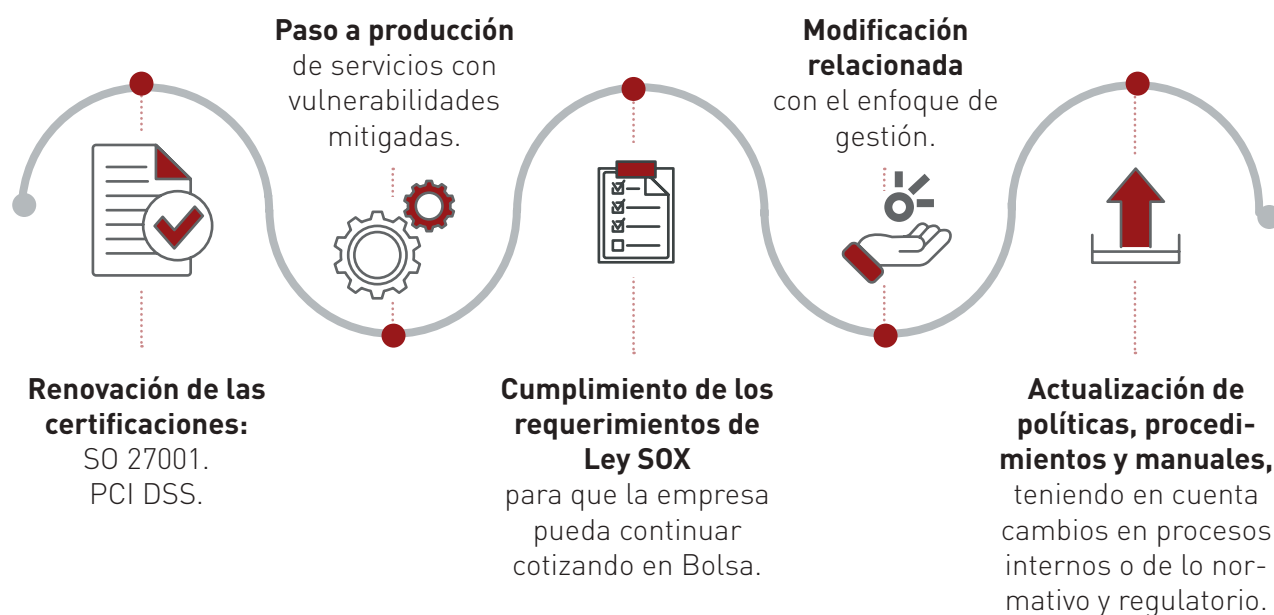 Renovación de las
certificaciones:
SO 27001.
PCI DSS.
Paso a producción
de servicios con
vulnerabilidades
mitigadas.
Cumplimiento de los
requerimientos de
Ley SOX
para que la empresa
pueda continuar
cotizando en Bolsa.
Modificación
relacionada
con el enfoque de
gestión.
Actualización de
políticas, procedi-
mientos y manuales,
teniendo en cuenta
cambios en procesos
internos o de lo nor-
mativo y regulatorio.